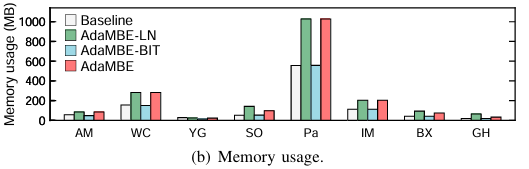 Memory usage (MB)
1000
800
600
400
200
0
Baseline
AdaMBE-LN
AdaMBE-BIT
AdaMBE
AM WC YG SO Pa IM BX GH
(b) Memory usage.